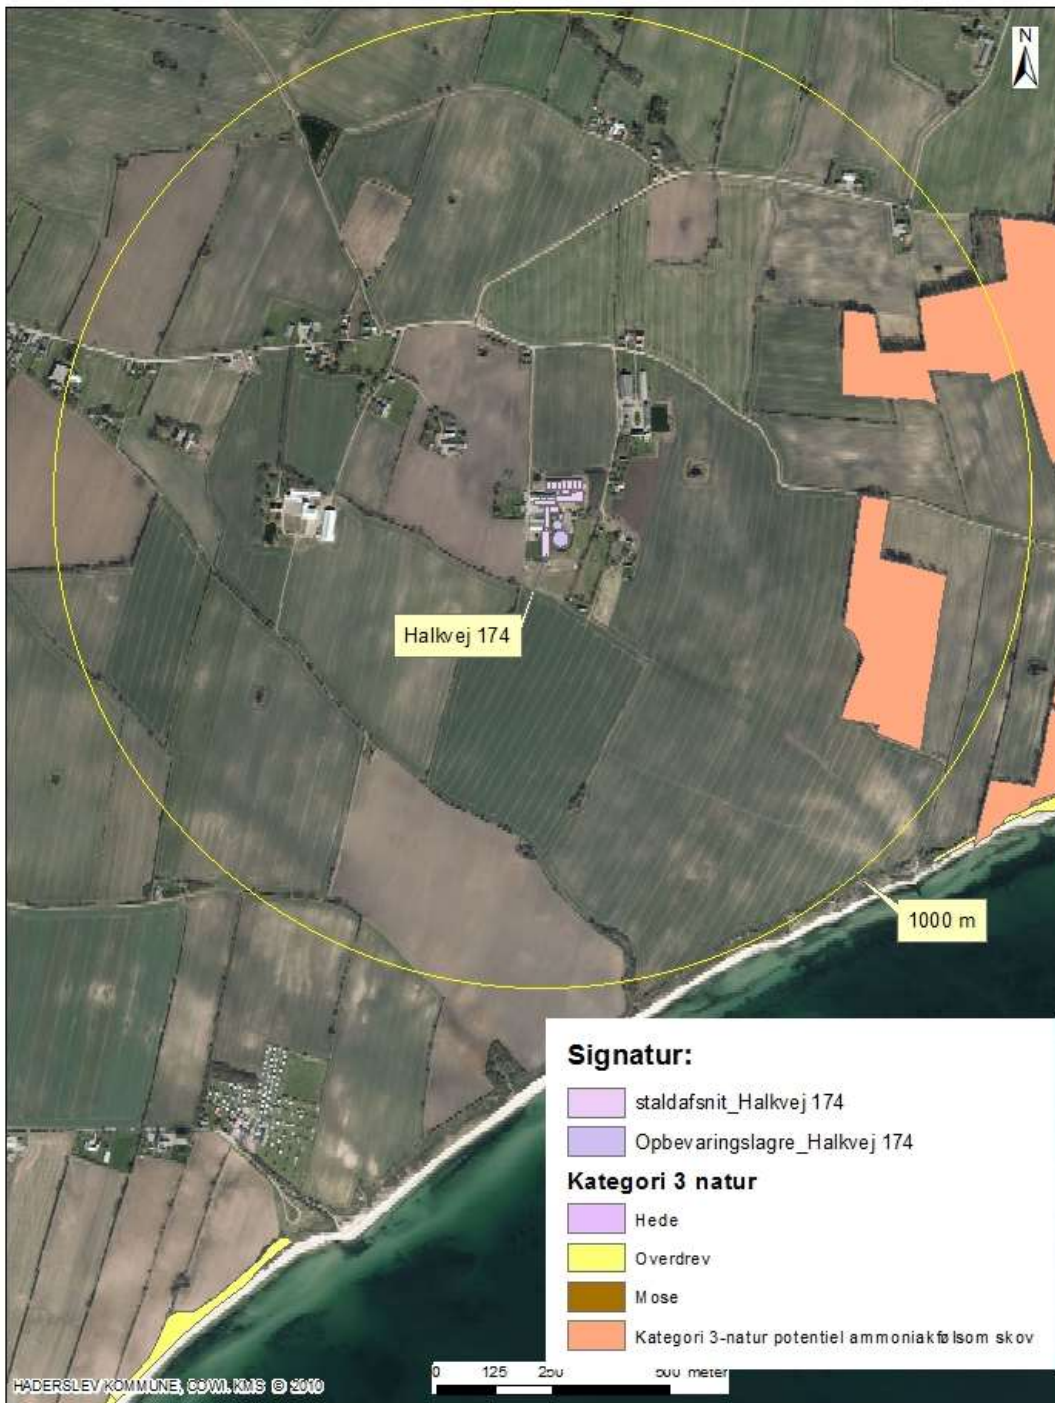 N
Halkvej 174
1000 m
Signatur:
staldafsnit_Halkvej 174
Opbevaringslagre_Halkvej 174
Kategori 3 natur
Hede
Overdrev
Mose
Kategori 3-natur potentiel ammoniakfølsom skov
0 125 250 500 meter
HADERSLEV KOMMUNE, COWI, KMS © 2010